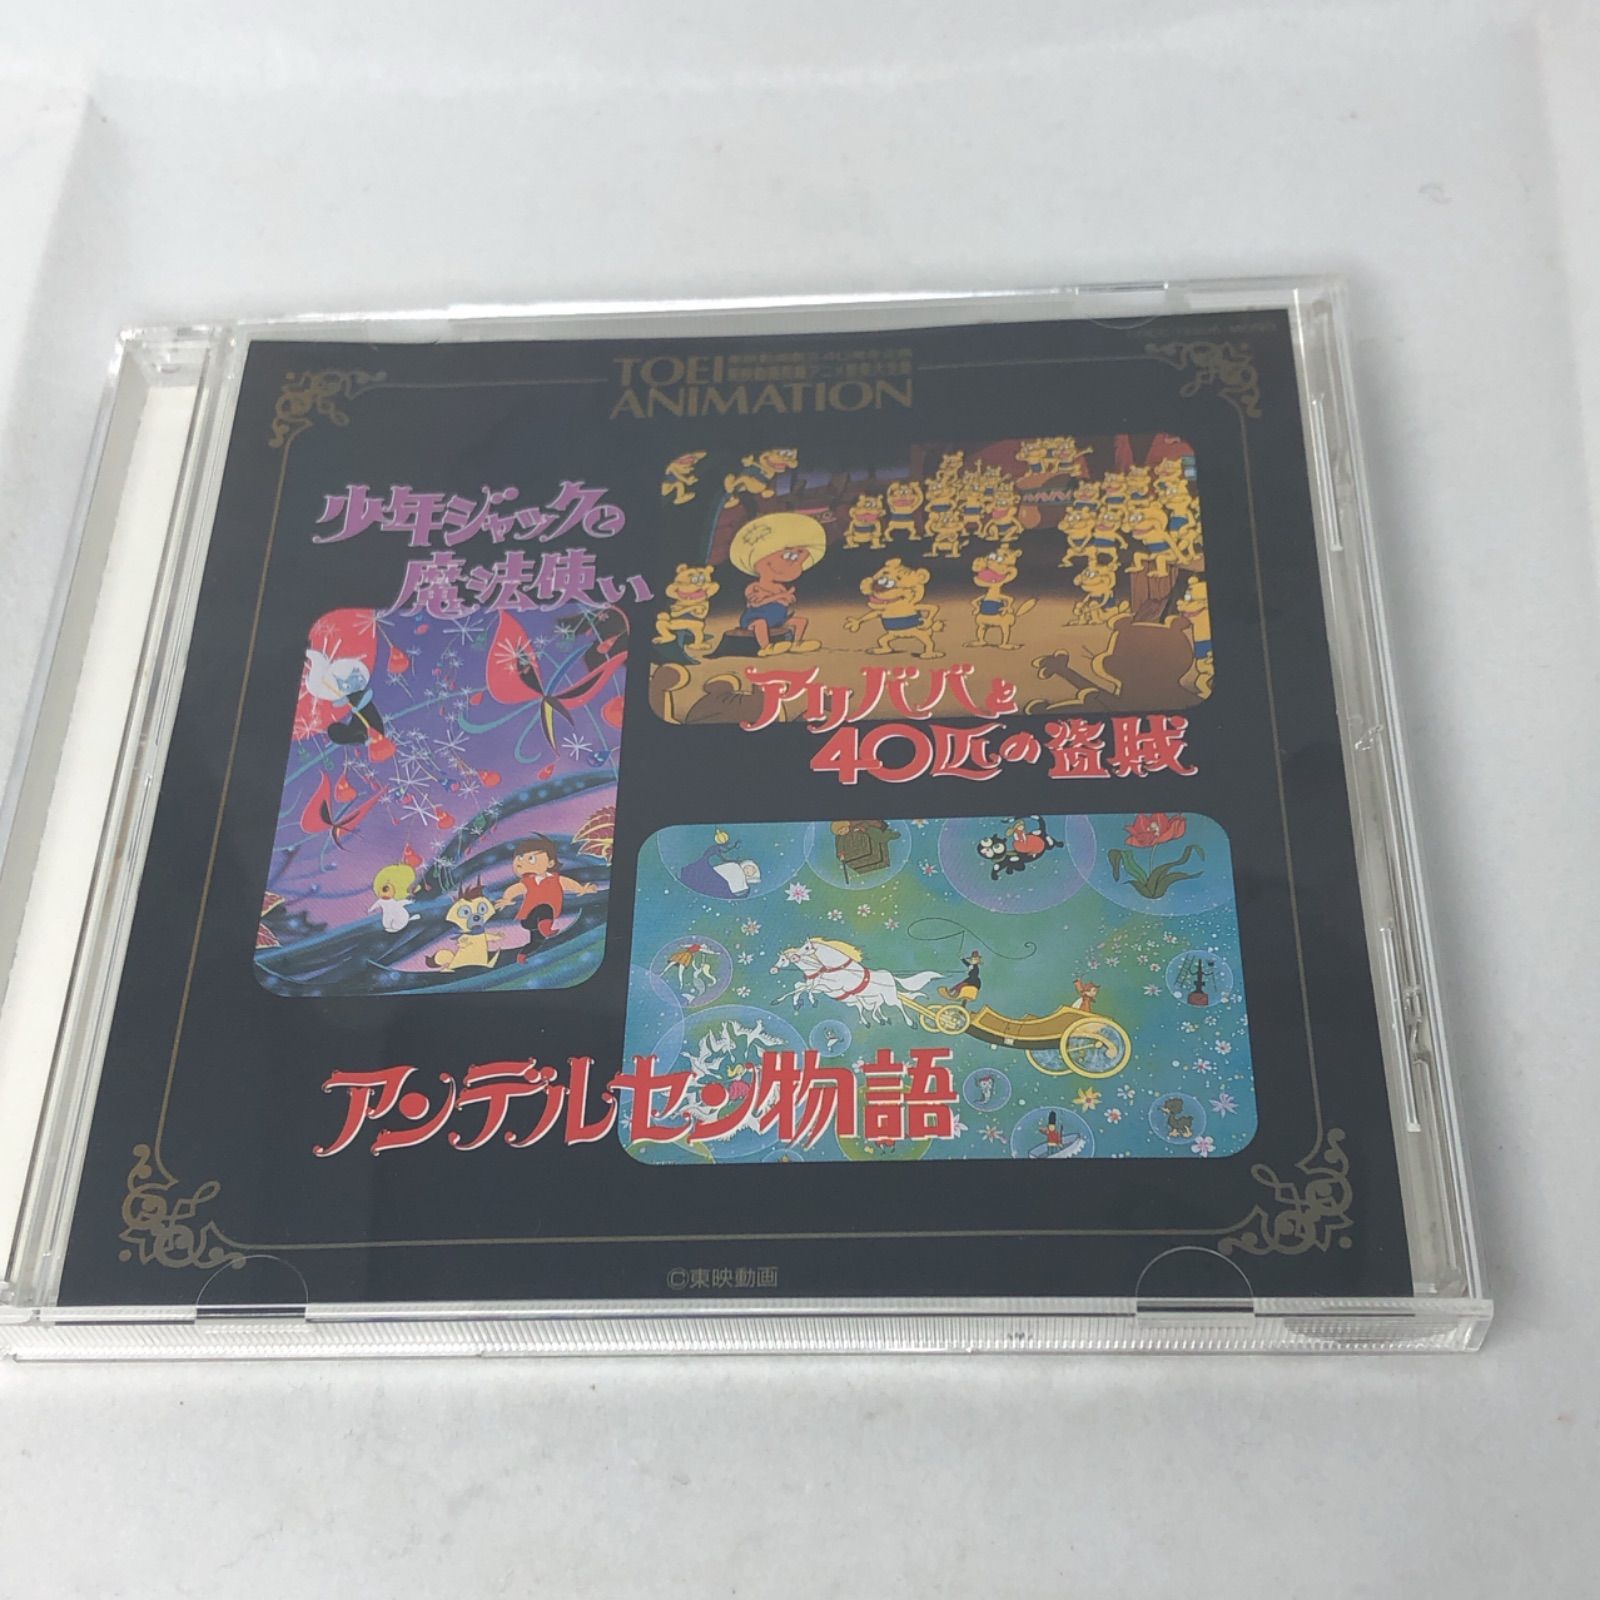 TOEI
ANIMATION
少年ジャックと
魔法使い
アリババと
40匹の盗賊
アンデルセン物語
©東映動画